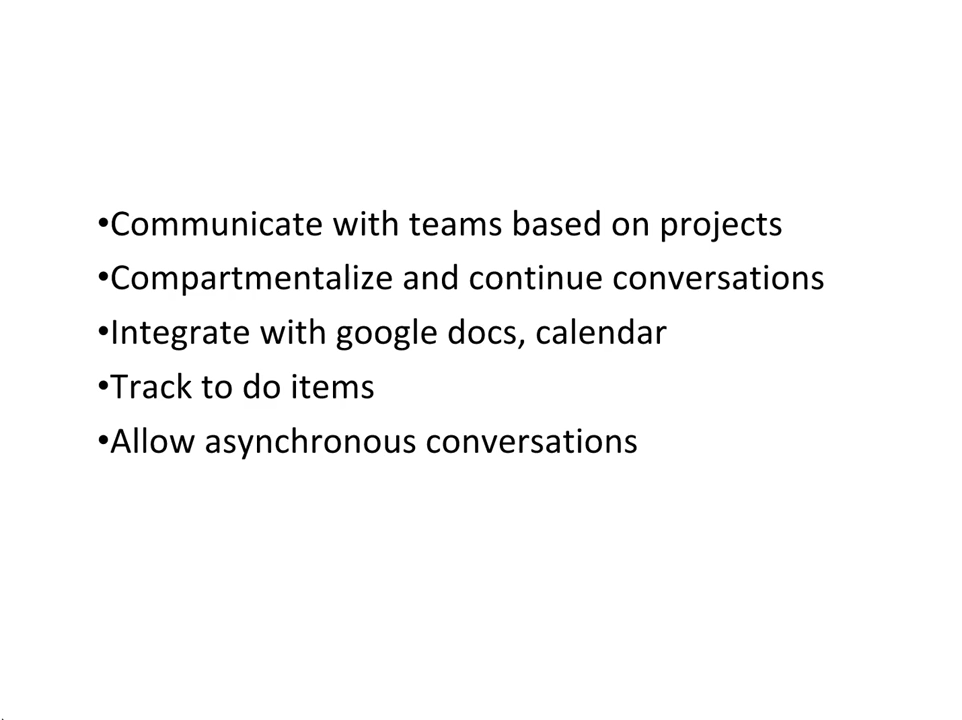 •Communicate with teams based on projects
•Compartmentalize and continue conversations
•Integrate with google docs, calendar
•Track to do items
•Allow asynchronous conversations